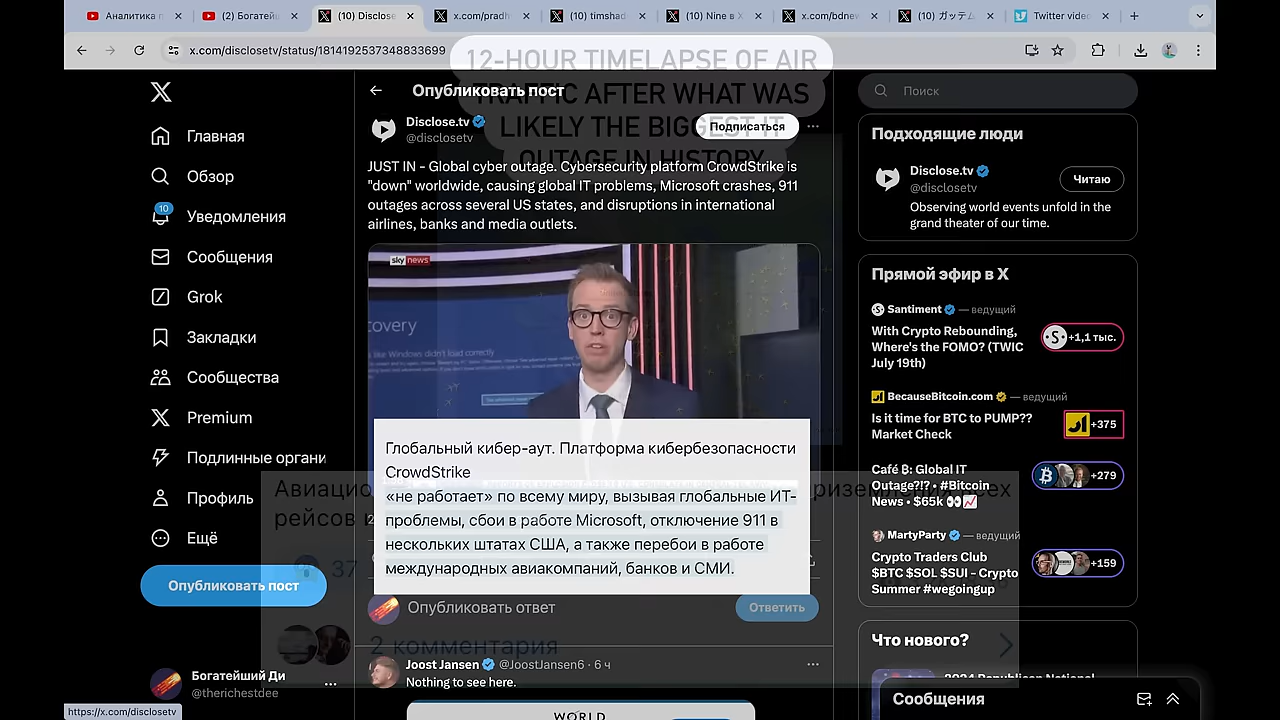 Аналитика п
(2) Богатейш
(10) Disclose
x.com/pradh
(10) timshad
(10) Nine в X
x.com/bdnew
(10) ガッテム
Twitter video
x.com/disclosetv/status/1814192537348833699
12-HOUR TIMELAPSE OF AIR
TRAFFIC AFTER WHAT WAS
LIKELY THE BIGGEST IT
OUTAGE IN HISTORY
Главная
Обзор
10
Уведомления
Сообщения
Grok
Закладки
Сообщества
Premium
Подлинные органи
Профиль
Ещё
Опубликовать пост
Богатейший Ди
@therichestdee
https://x.com/disclosetv
Опубликовать пост
Disclose.tv
@disclosetv
Подписаться
JUST IN - Global cyber outage. Cybersecurity platform CrowdStrike is
"down" worldwide, causing global IT problems, Microsoft crashes, 911
outages across several US states, and disruptions in international
airlines, banks and media outlets.
sky news
covery
like Windows didn't load correctly
Глобальный кибер-аут. Платформа кибербезопасности
CrowdStrike
«не работает» по всему миру, вызывая глобальные ИТ-
проблемы, сбои в работе Microsoft, отключение 911 в
нескольких штатах США, а также перебои в работе
международных авиакомпаний, банков и СМИ.
Авиацио
всех
рейсов
37
2 комментария
Опубликовать ответ
Ответить
Joost Jansen @JoostJansen6 · 6 ч
Nothing to see here.
WORLD
Поиск
Подходящие люди
Disclose.tv
@disclosetv
Читаю
Observing world events unfold in the
grand theater of our time.
Прямой эфир в X
Santiment — ведущий
With Crypto Rebounding,
Where's the FOMO? (TWIC
July 19th)
+1,1 тыс.
BecauseBitcoin.com — ведущий
Is it time for BTC to PUMP??
Market Check
+375
Café ₿: Global IT
Outage?!? • #Bitcoin
News • $65k 👀📈
+279
MartyParty — ведущий
Crypto Traders Club
$BTC $SOL $SUI - Crypto
Summer #wegoingup
+159
Что нового?
2024 Republican National
Сообщения